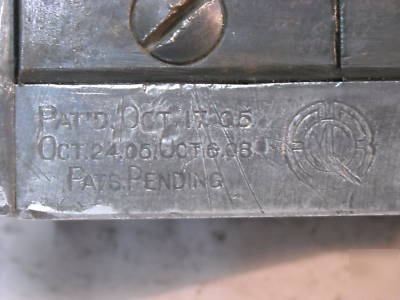 PAT'D. OCT. 17. 05
OCT. 24. 05. OCT. 6. 08
PATS. PENDING